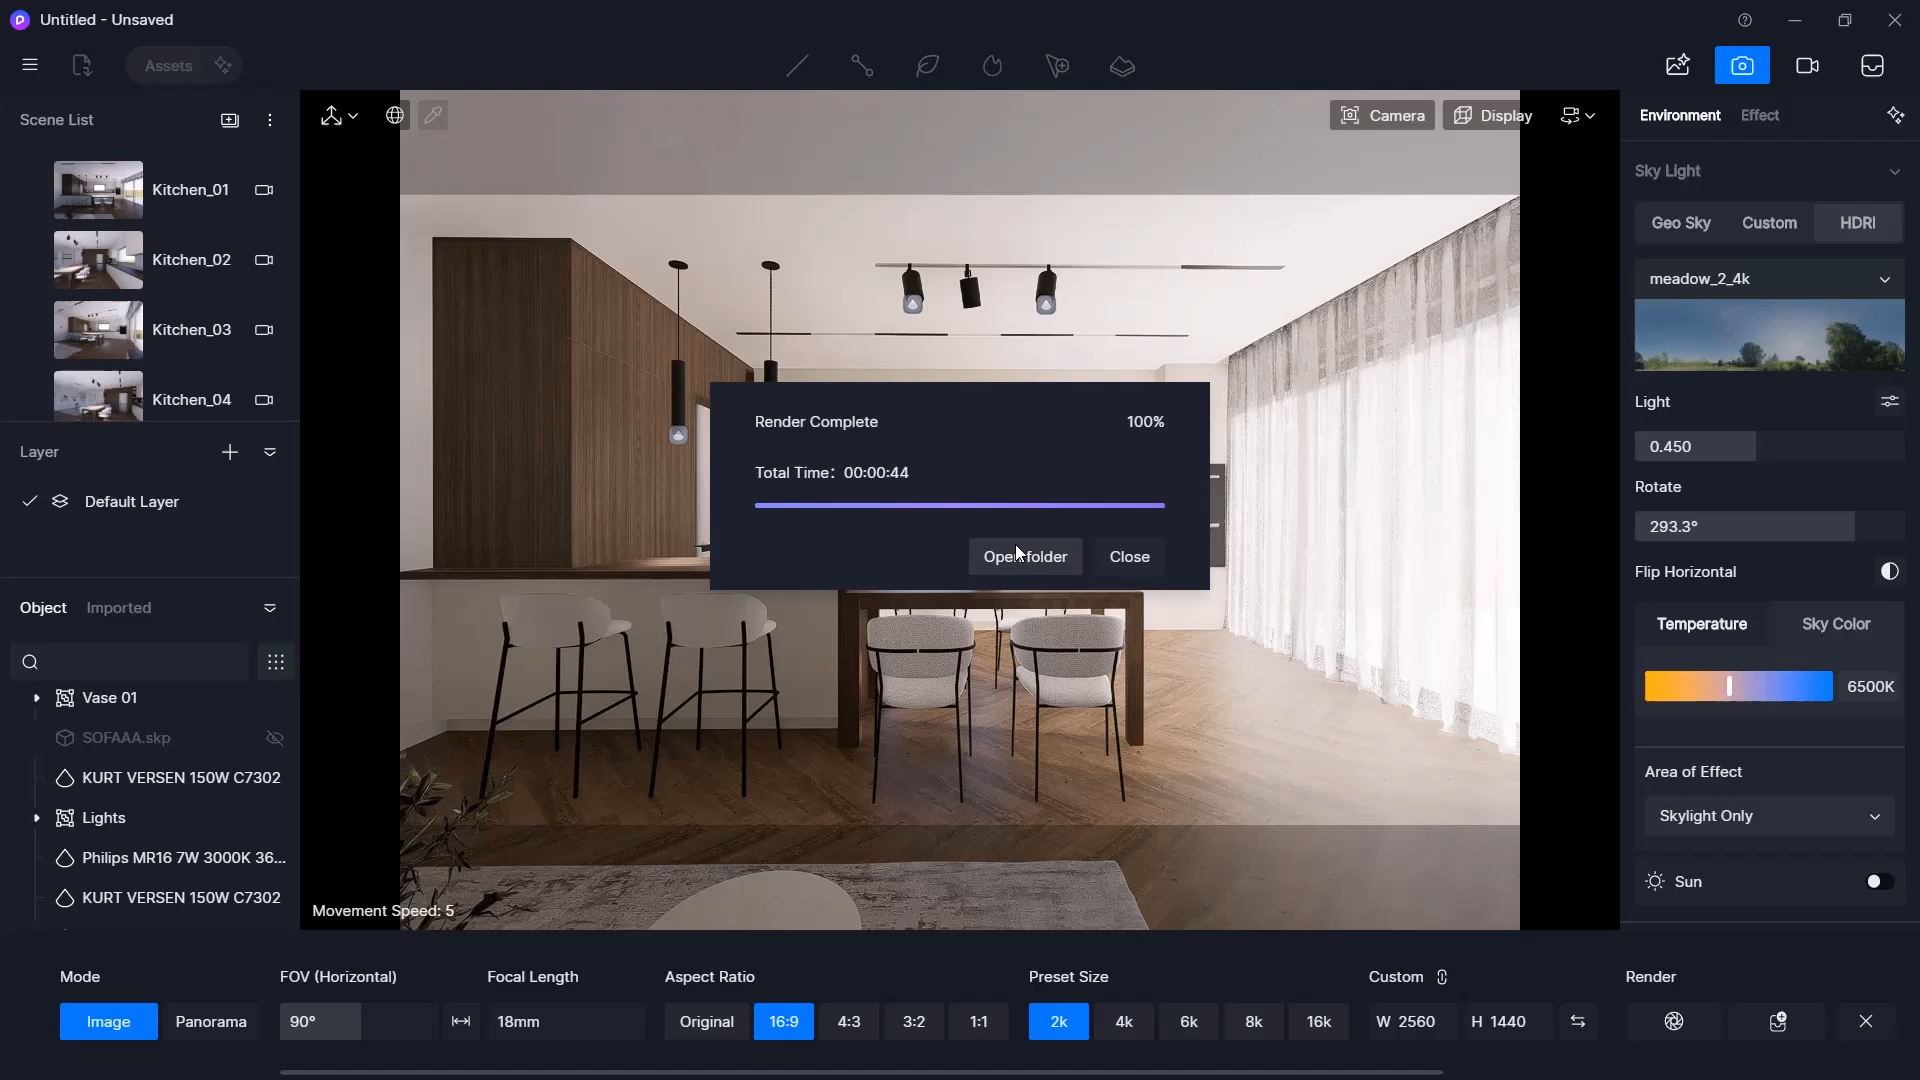 Untitled - Unsaved
Assets
Scene List
Camera
Display
Environment
Effect
Kitchen_01
Kitchen_02
Kitchen_03
Kitchen_04
Sky Light
Geo Sky
Custom
HDRI
meadow_2_4k
Light
0.450
Rotate
293.3°
Flip Horizontal
Temperature
Sky Color
6500K
Area of Effect
Skylight Only
Sun
Layer
Default Layer
Object
Imported
Vase 01
SOFAAA.skp
KURT VERSEN 150W C7302
Lights
Philips MR16 7W 3000K 36...
KURT VERSEN 150W C7302
Render Complete
100%
Total Time: 00:00:44
Open folder
Close
Movement Speed: 5
Mode
Image
Panorama
FOV (Horizontal)
90°
Focal Length
18mm
Aspect Ratio
Original
16:9
4:3
3:2
1:1
Preset Size
2k
4k
6k
8k
16k
Custom
W 2560
H 1440
Render